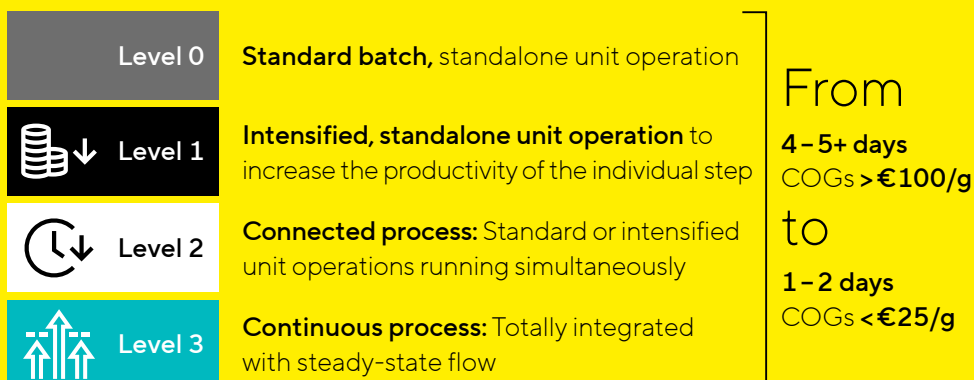 Level 0
Standard batch, standalone unit operation
Level 1
Intensified, standalone unit operation to
increase the productivity of the individual step
Level 2
Connected process: Standard or intensified
unit operations running simultaneously
Level 3
Continuous process: Totally integrated
with steady-state flow
From
4–5+ days
COGs >€100/g
to
1–2 days
COGs <€25/g